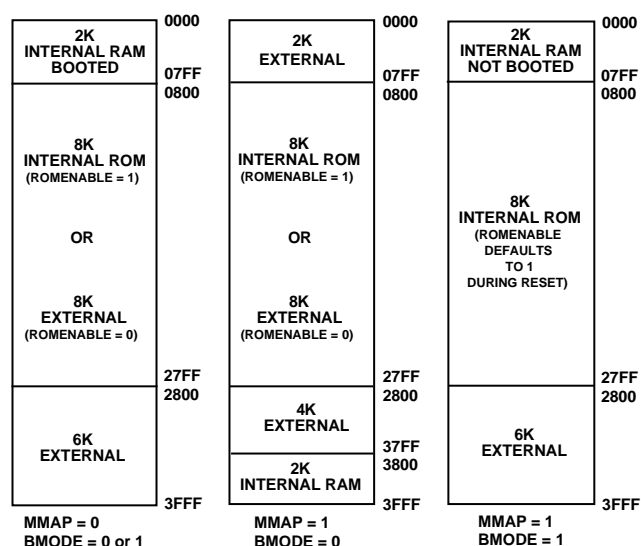 0000
2K
INTERNAL RAM
BOOTED
07FF
0800
8K
INTERNAL ROM
(ROMENABLE = 1)
OR
8K
EXTERNAL
(ROMENABLE = 0)
27FF
2800
6K
EXTERNAL
3FFF
MMAP = 0
BMODE = 0 or 1
0000
2K
EXTERNAL
07FF
0800
8K
INTERNAL ROM
(ROMENABLE = 1)
OR
8K
EXTERNAL
(ROMENABLE = 0)
27FF
2800
4K
EXTERNAL
37FF
3800
2K
INTERNAL RAM
3FFF
MMAP = 1
BMODE = 0
0000
2K
INTERNAL RAM
NOT BOOTED
07FF
0800
8K
INTERNAL ROM
(ROMENABLE
DEFAULTS
TO 1
DURING RESET)
27FF
2800
6K
EXTERNAL
3FFF
MMAP = 1
BMODE = 1